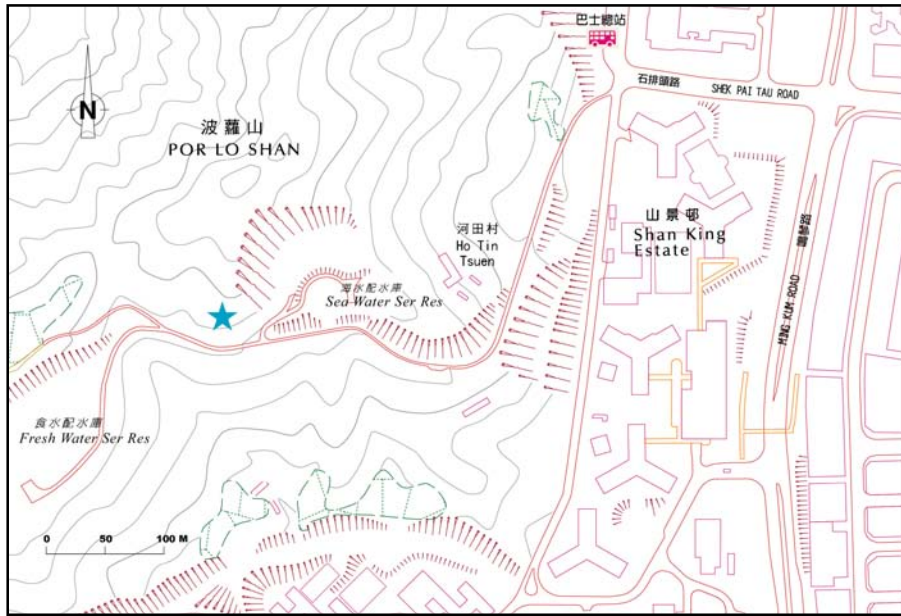 巴士總站
石排頭路 SHEK PAI TAU ROAD
N
波蘿山
POR LO SHAN
山景邨
Shan King
Estate
河田村
Ho Tin
Tsuen
鳴琴路
MING KUM ROAD
海水配水庫
Sea Water Ser Res
食水配水庫
Fresh Water Ser Res
0 50 100 M